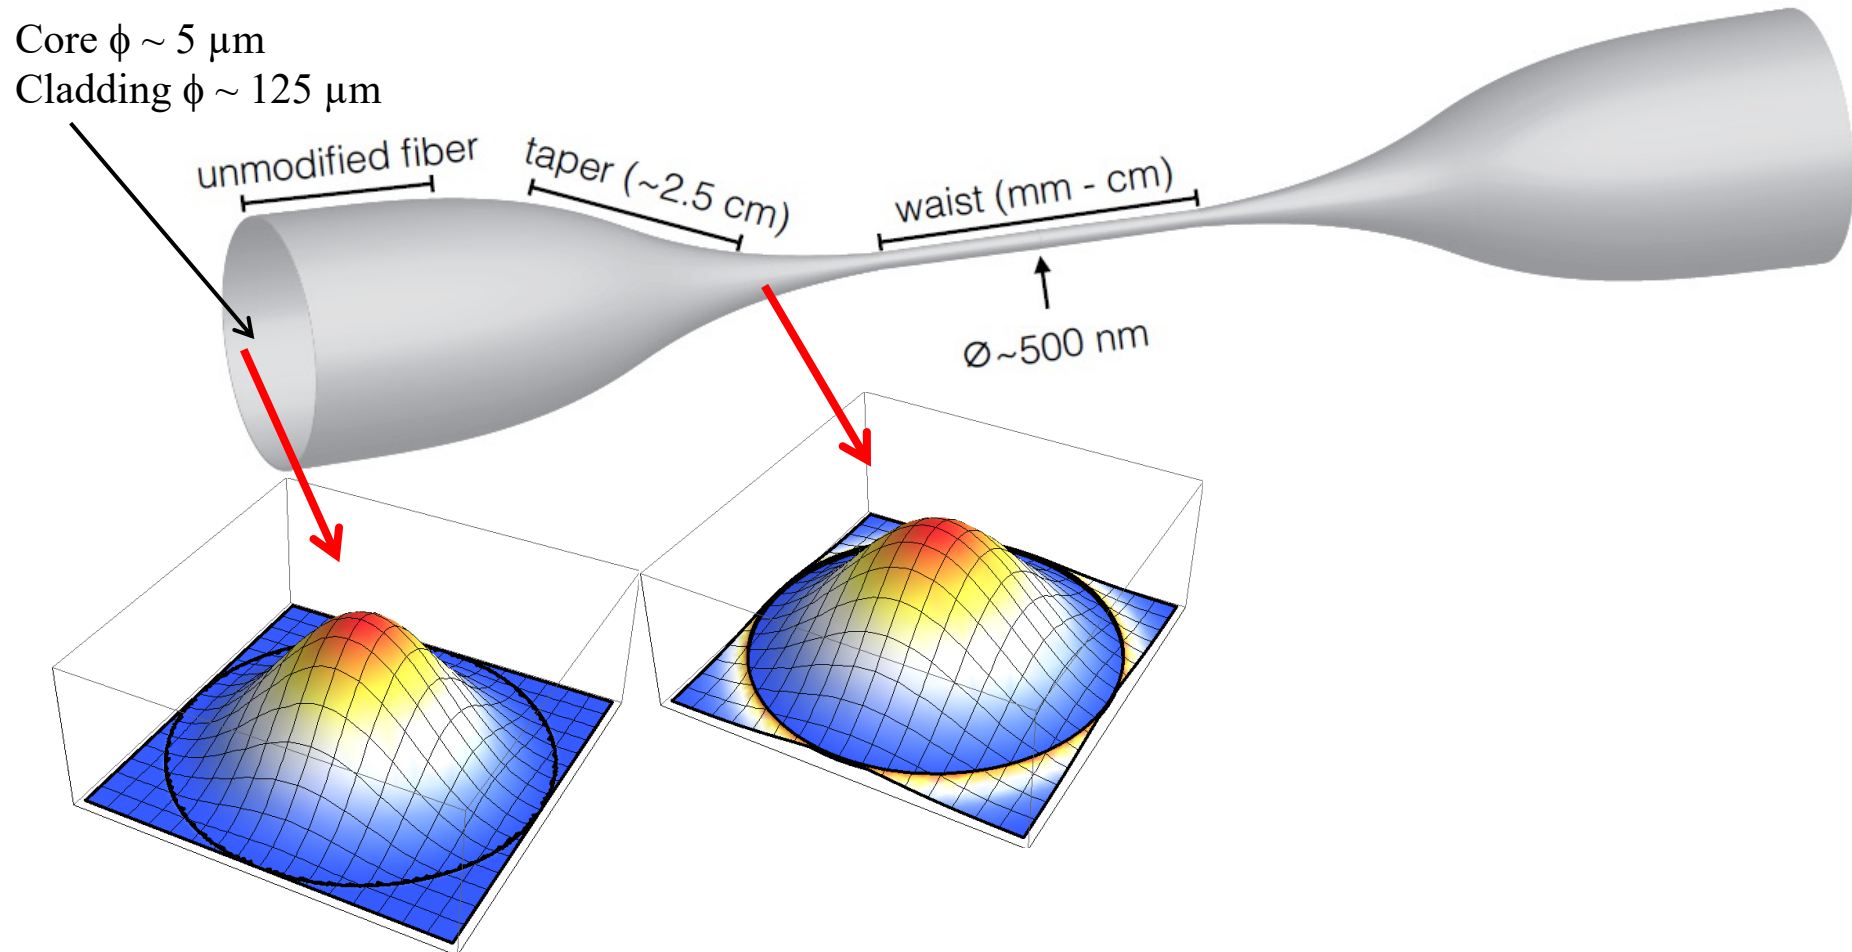 Core ϕ ~ 5 µm
Cladding ϕ ~ 125 µm
unmodified fiber
taper (~2.5 cm)
waist (mm - cm)
Ø~500 nm